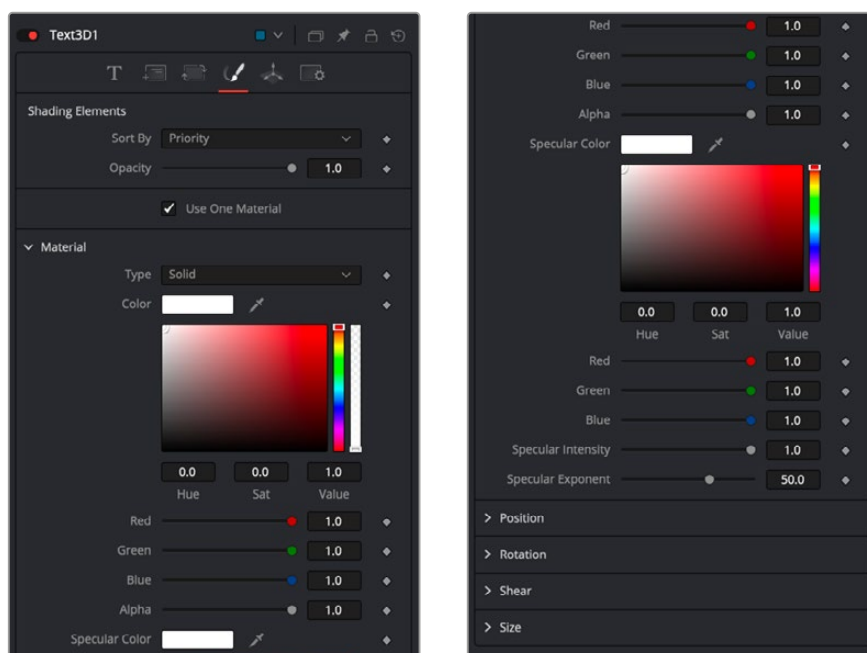 Text3D1
T
Shading Elements
Sort By Priority
Opacity 1.0
Use One Material
Material
Type Solid
Color
0.0 0.0 1.0
Hue Sat Value
Red 1.0
Green 1.0
Blue 1.0
Alpha 1.0
Specular Color
Red 1.0
Green 1.0
Blue 1.0
Alpha 1.0
Specular Color
0.0 0.0 1.0
Hue Sat Value
Red 1.0
Green 1.0
Blue 1.0
Specular Intensity 1.0
Specular Exponent 50.0
Position
Rotation
Shear
Size